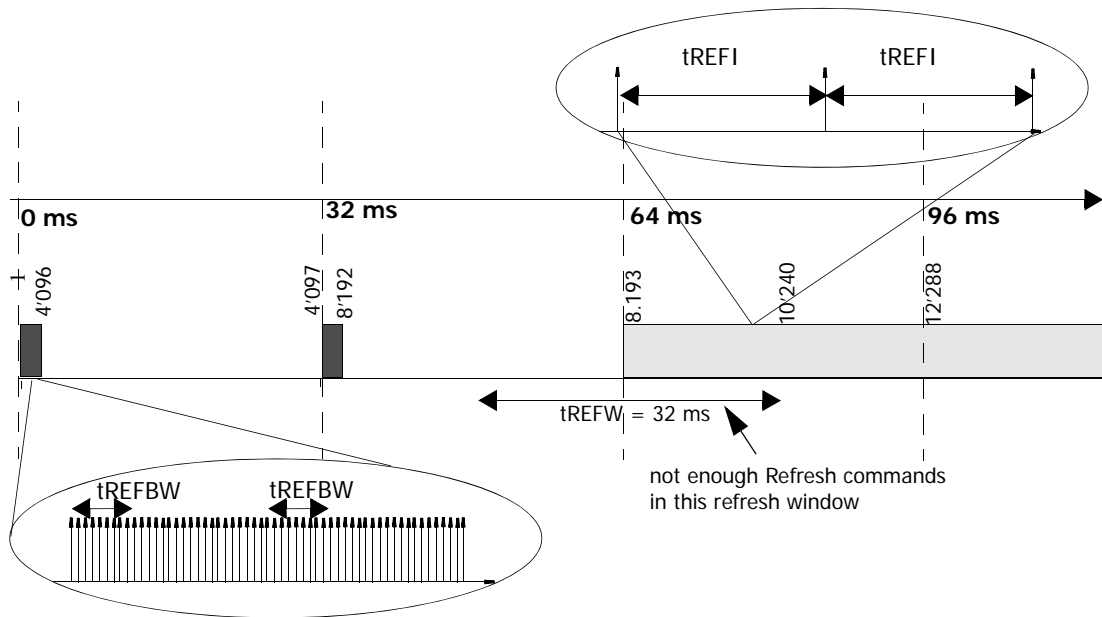 tREFI
tREFI
0 ms
32 ms
64 ms
96 ms
1
4'096
4'097
8'192
8.193
10'240
12'288
tREFW = 32 ms
not enough Refresh commands
in this refresh window
tREFBW
tREFBW